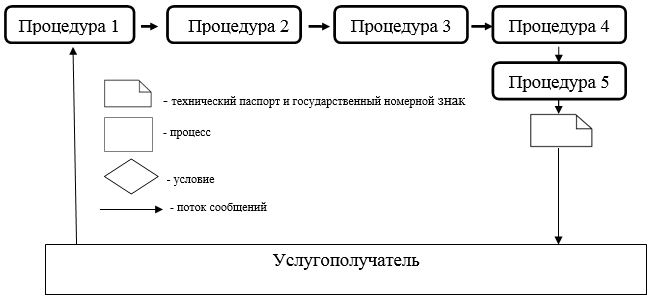 Процедура 1
Процедура 2
Процедура 3
Процедура 4
Процедура 5
- технический паспорт и государственный номерной знак
- процесс
- условие
- поток сообщений
Услугополучатель